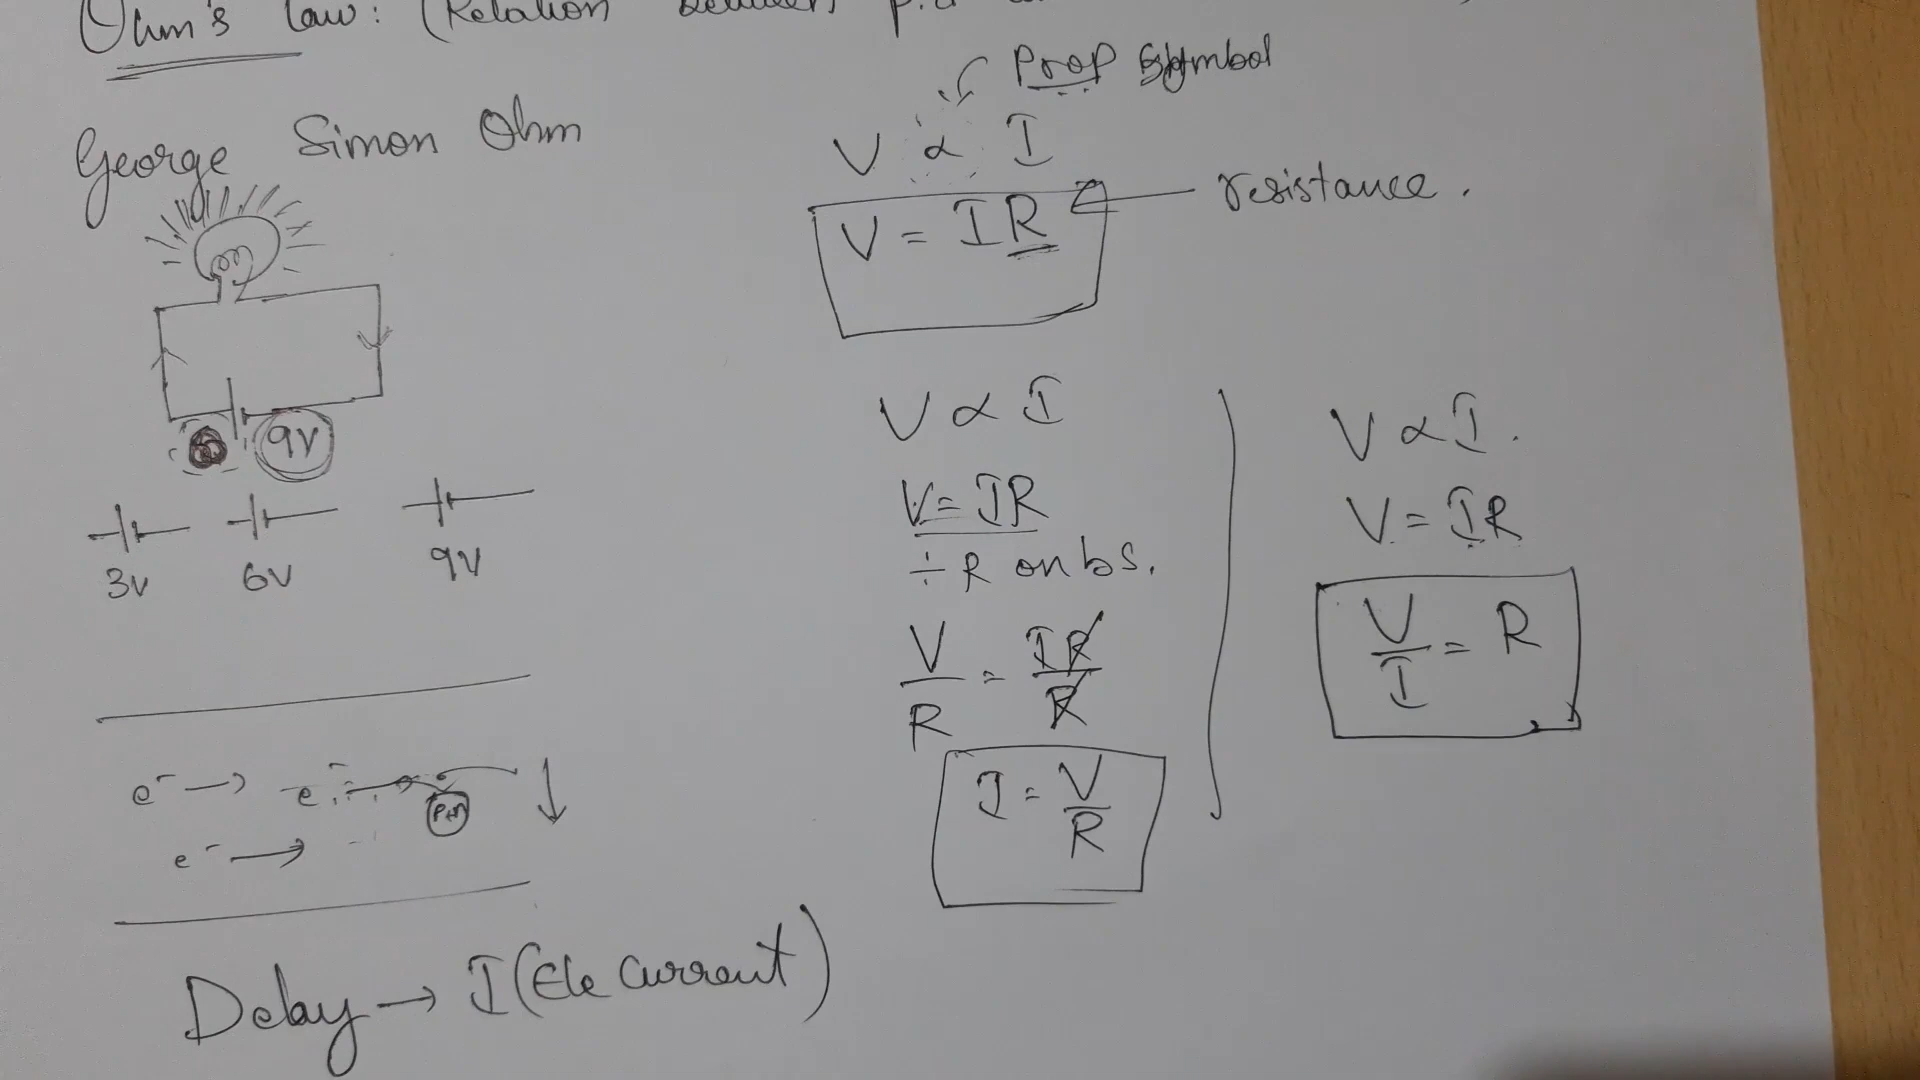 Ohm's law: (Relation between p.d
George Simon Ohm
9V
3V 6V 9V
e⁻ → e⁻
e⁻ →
Delay → I (Ele Current)
Prop symbol
V ∝ I
V = IR ← resistance.
V ∝ I
V = IR
÷ R on bs.
V/R = IR/R
I = V/R
V ∝ I.
V = IR
V/I = R